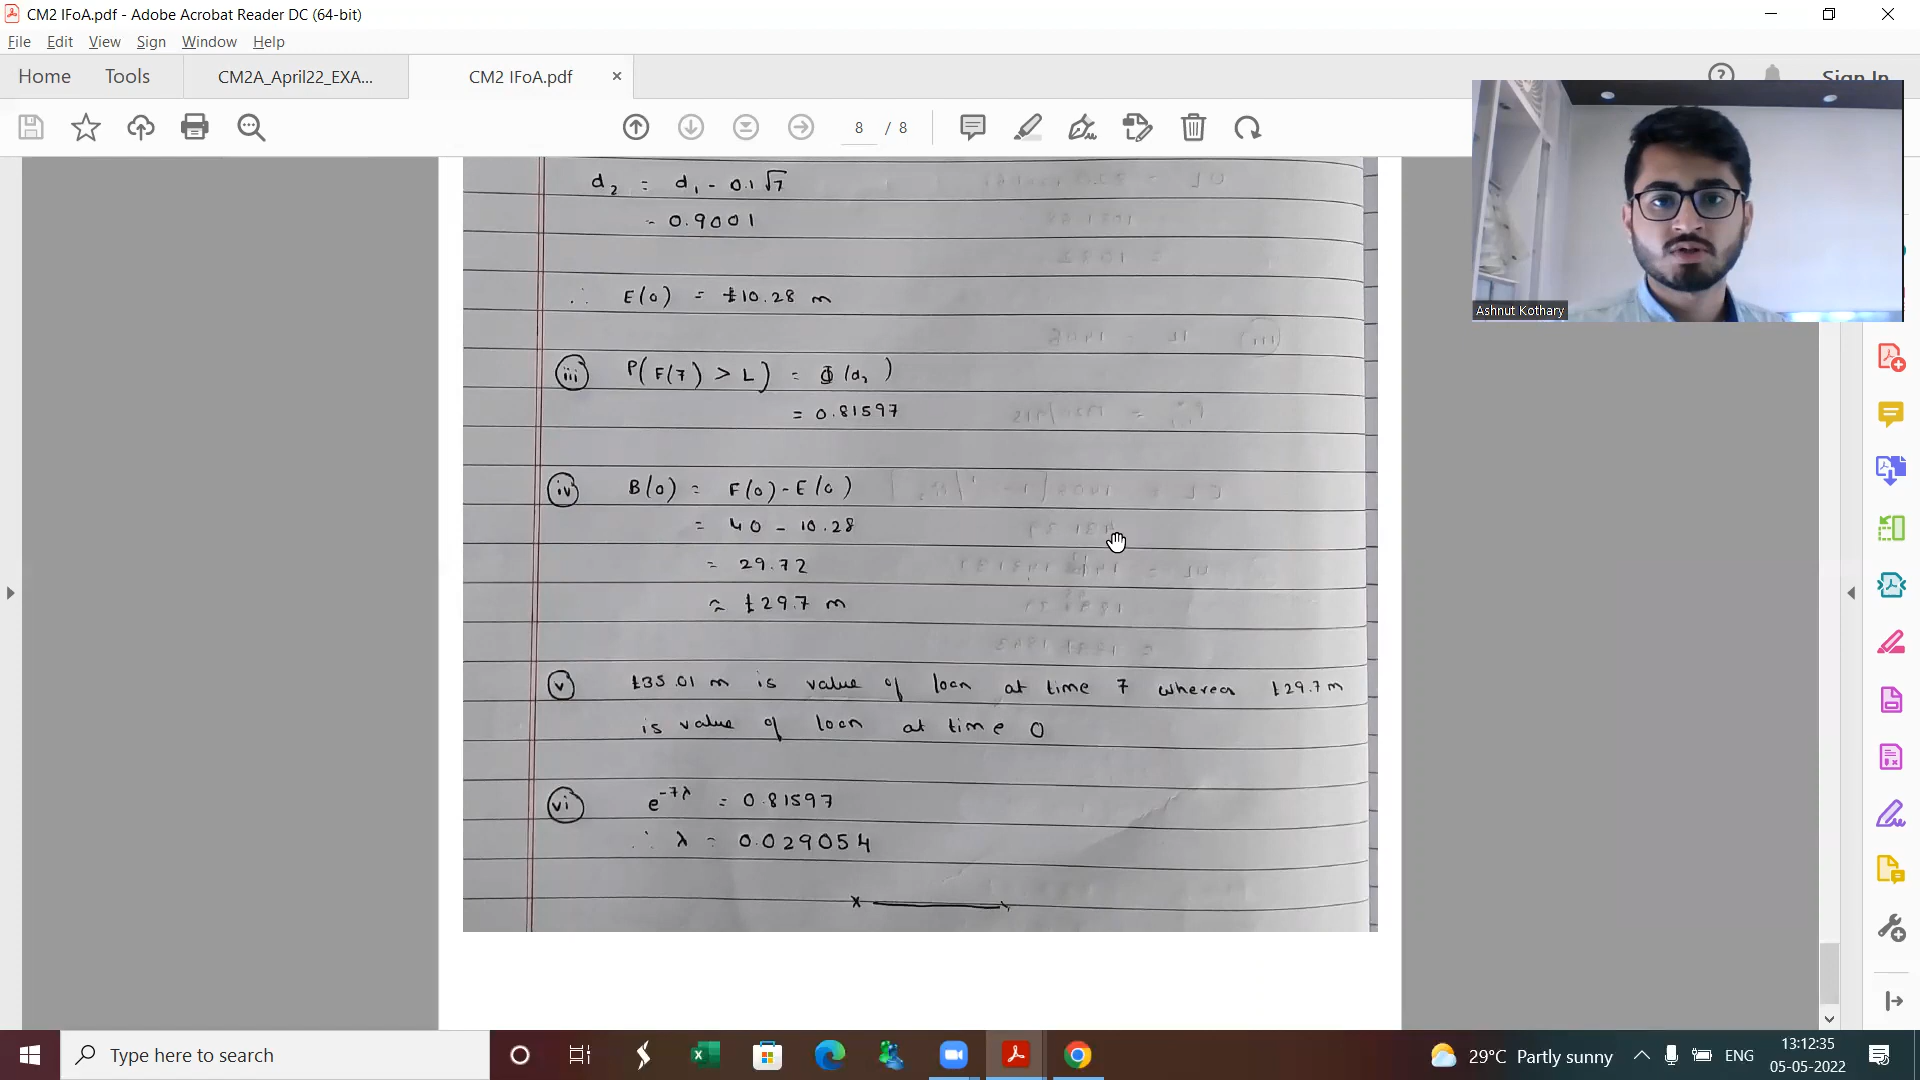 CM2 IFoA.pdf - Adobe Acrobat Reader DC (64-bit)
File Edit View Sign Window Help
Home Tools CM2A_April22_EXA... CM2 IFoA.pdf × Sign In
8 / 8
d₂ = d₁ - 0.1√7
= 0.9001
∴ E(0) = £10.28 m
(iii) P(F(7) > L) = Φ(d₂)
= 0.81597
(iv) B(0) = F(0) - E(0)
= 40 - 10.28
= 29.72
≈ £29.7 m
(v) £35.01 m is value of loan at time 7 whereas £29.7 m
is value of loan at time 0
(vi) e^-7λ = 0.81597
∴ λ = 0.029054
Ashnut Kothary
Type here to search
29°C Partly sunny
ENG
13:12:35
05-05-2022